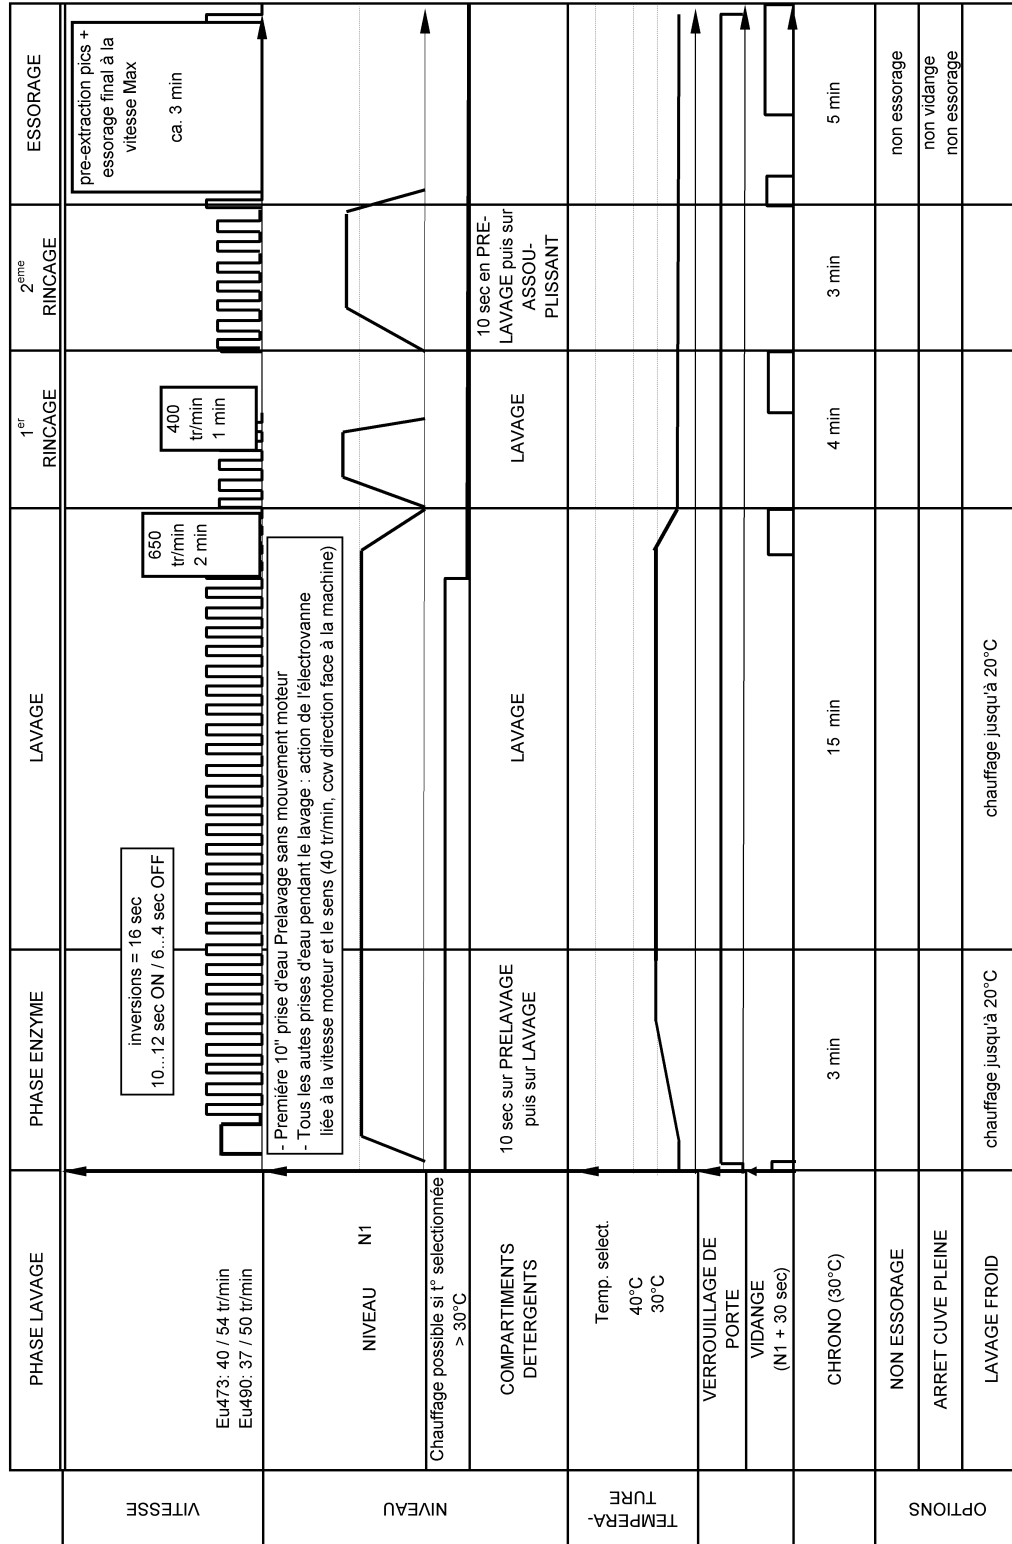 PHASE LAVAGE
PHASE ENZYME
LAVAGE
1er
RINCAGE
2eme
RINCAGE
ESSORAGE
VITESSE
Eu473: 40 / 54 tr/min
Eu490: 37 / 50 tr/min
inversions = 16 sec
10...12 sec ON / 6...4 sec OFF
650
tr/min
2 min
400
tr/min
1 min
pre-extraction pics +
essorage final à la
vitesse Max
ca. 3 min
NIVEAU
NIVEAU
N1
- Premiére 10" prise d'eau Prelavage sans mouvement moteur
- Tous les autes prises d'eau pendant le lavage : action de l'électrovanne
liée à la vitesse moteur et le sens (40 tr/min, ccw direction face à la machine)
Chauffage possible si t° selectionnée
> 30°C
COMPARTIMENTS
DETERGENTS
10 sec sur PRELAVAGE
puis sur LAVAGE
LAVAGE
LAVAGE
10 sec en PRE-
LAVAGE puis sur
ASSOU-
PLISSANT
TEMPERA-
TURE
Temp. select.
40°C
30°C
VERROUILLAGE DE
PORTE
VIDANGE
(N1 + 30 sec)
CHRONO (30°C)
3 min
15 min
4 min
3 min
5 min
OPTIONS
NON ESSORAGE
non essorage
ARRET CUVE PLEINE
non vidange
non essorage
LAVAGE FROID
chauffage jusqu'à 20°C
chauffage jusqu'à 20°C